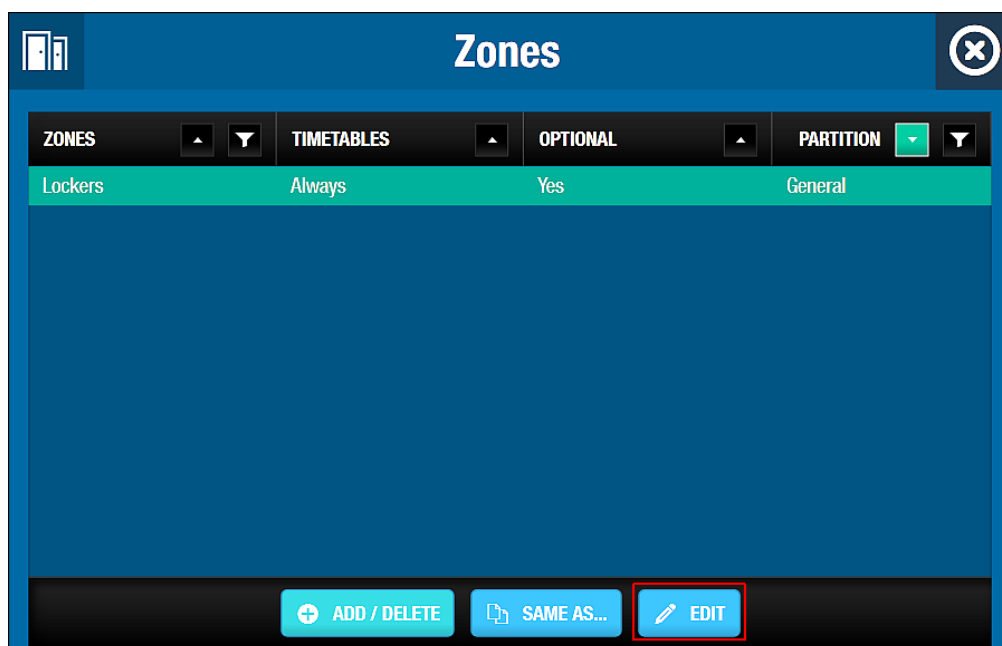 Zones
ZONES TIMETABLES OPTIONAL PARTITION
Lockers Always Yes General
ADD / DELETE SAME AS... EDIT